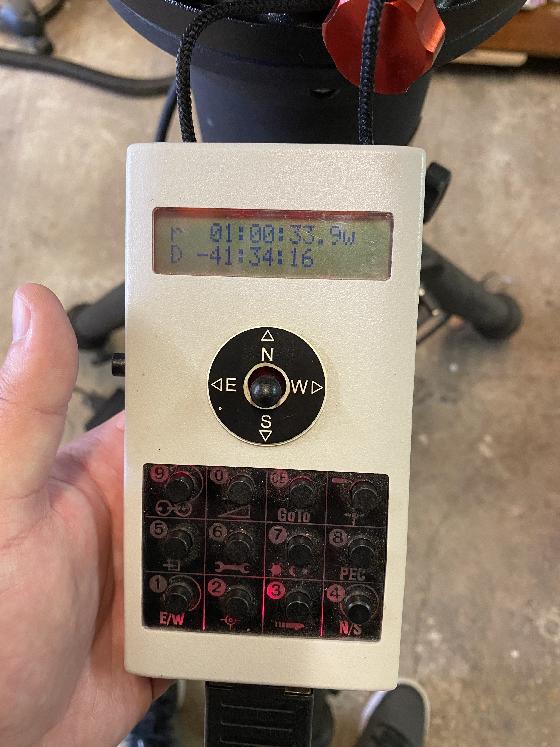 r 01:00:33.9w
D -41:34:16
N
E W
S
9 0 CE -
GoTo
5 6 7 8
PEC
1 2 3 4
E/W N/S